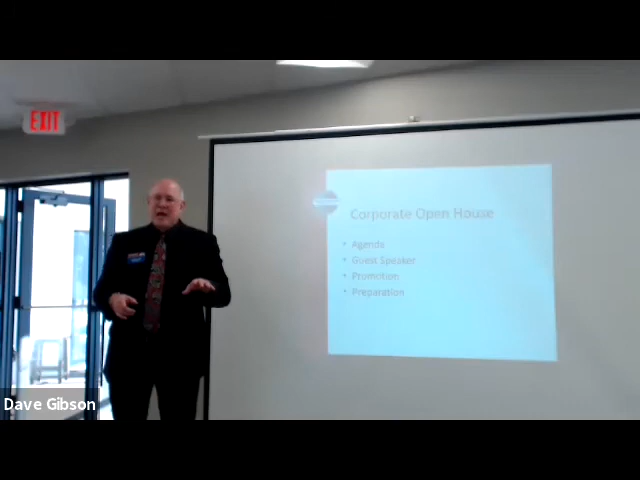 EXIT
Corporate Open House
• Agenda
• Guest Speaker
• Promotion
• Preparation
Dave Gibson